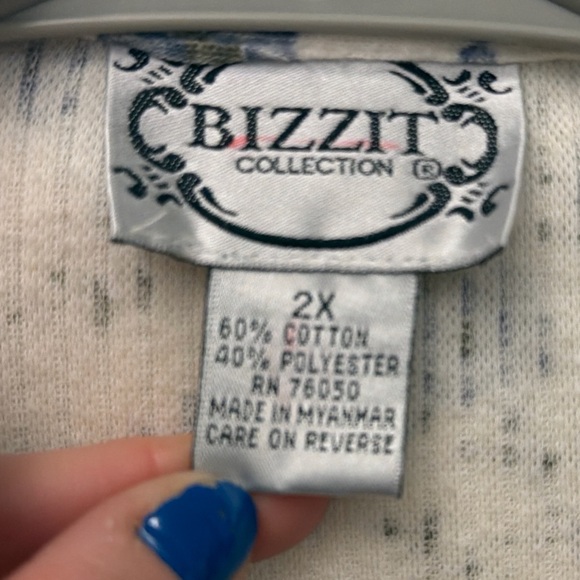 BIZZIT
COLLECTION ®
2X
60% COTTON
40% POLYESTER
RN 76050
MADE IN MYANMAR
CARE ON REVERSE